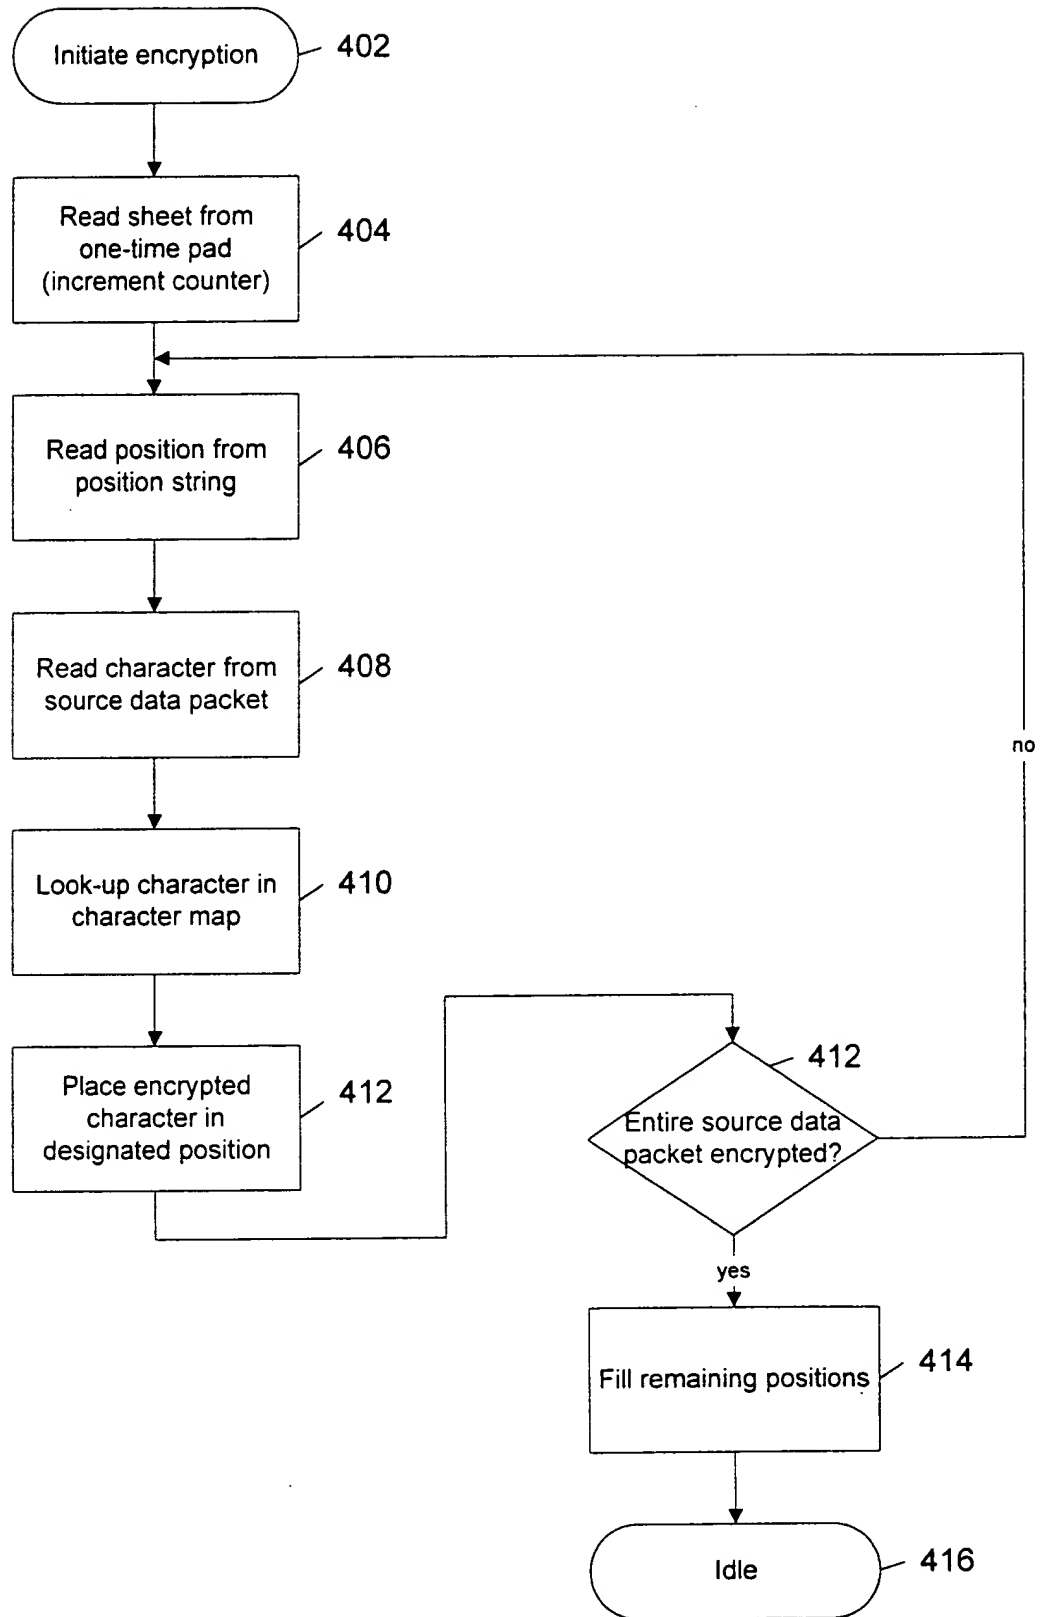 Initiate encryption
402
Read sheet from
one-time pad
(increment counter)
404
Read position from
position string
406
Read character from
source data packet
408
no
Look-up character in
character map
410
Place encrypted
character in
designated position
412
412
Entire source data
packet encrypted?
yes
Fill remaining positions
414
Idle
416